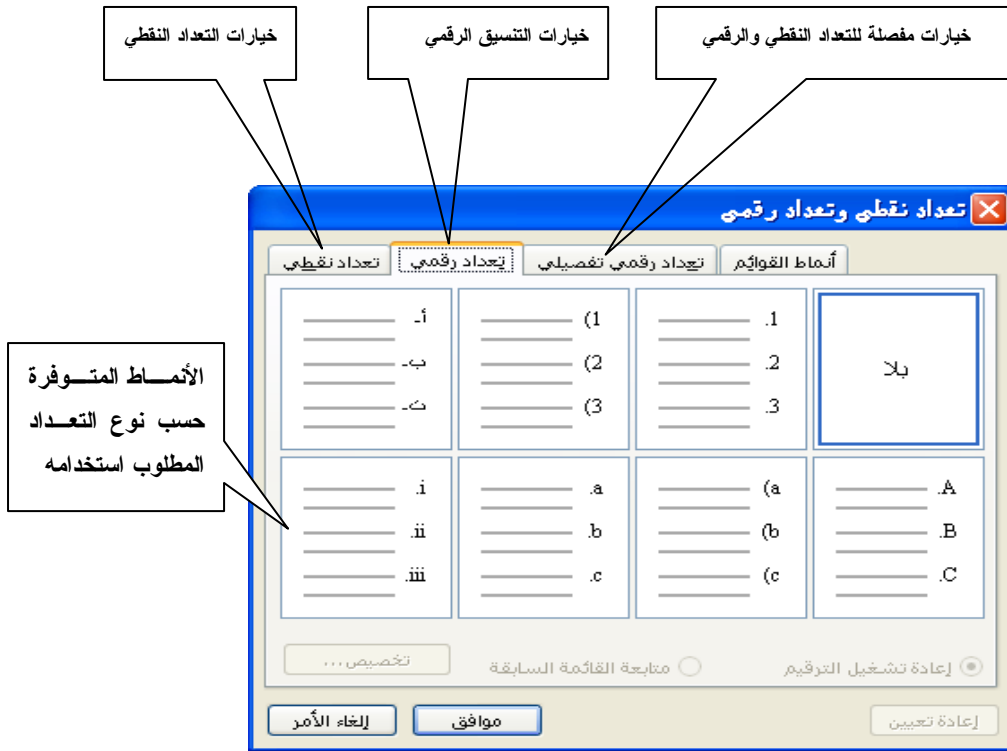 خيارات مفصلة للتعداد النقطي والرقمي
خيارات التنسيق الرقمي
خيارات التعداد النقطي
تعداد نقطي وتعداد رقمي
أنماط القوائم
تعداد رقمي تفصيلي
تعداد رقمي
تعداد نقطي
بلا
.1
.2
.3
(1
(2
(3
أ-
ب-
ت-
.A
.B
.C
(a
(b
(c
.a
.b
.c
.i
.ii
.iii
الأنمـــاط المتـــوفرة
حسب نوع التعـــداد
المطلوب استخدامه
إعادة تشغيل الترقيم
متابعة القائمة السابقة
تخصيص...
إعادة تعيين
موافق
إلغاء الأمر